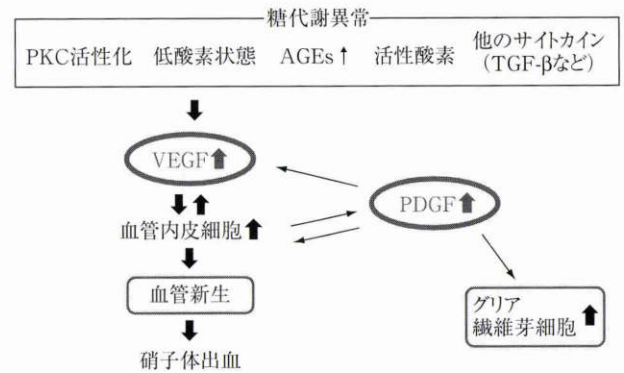 糖代謝異常
PKC活性化 低酸素状態 AGEs↑ 活性酸素 他のサイトカイン
(TGF-βなど)
VEGF⬆
PDGF⬆
血管内皮細胞⬆
血管新生
グリア
繊維芽細胞⬆
硝子体出血